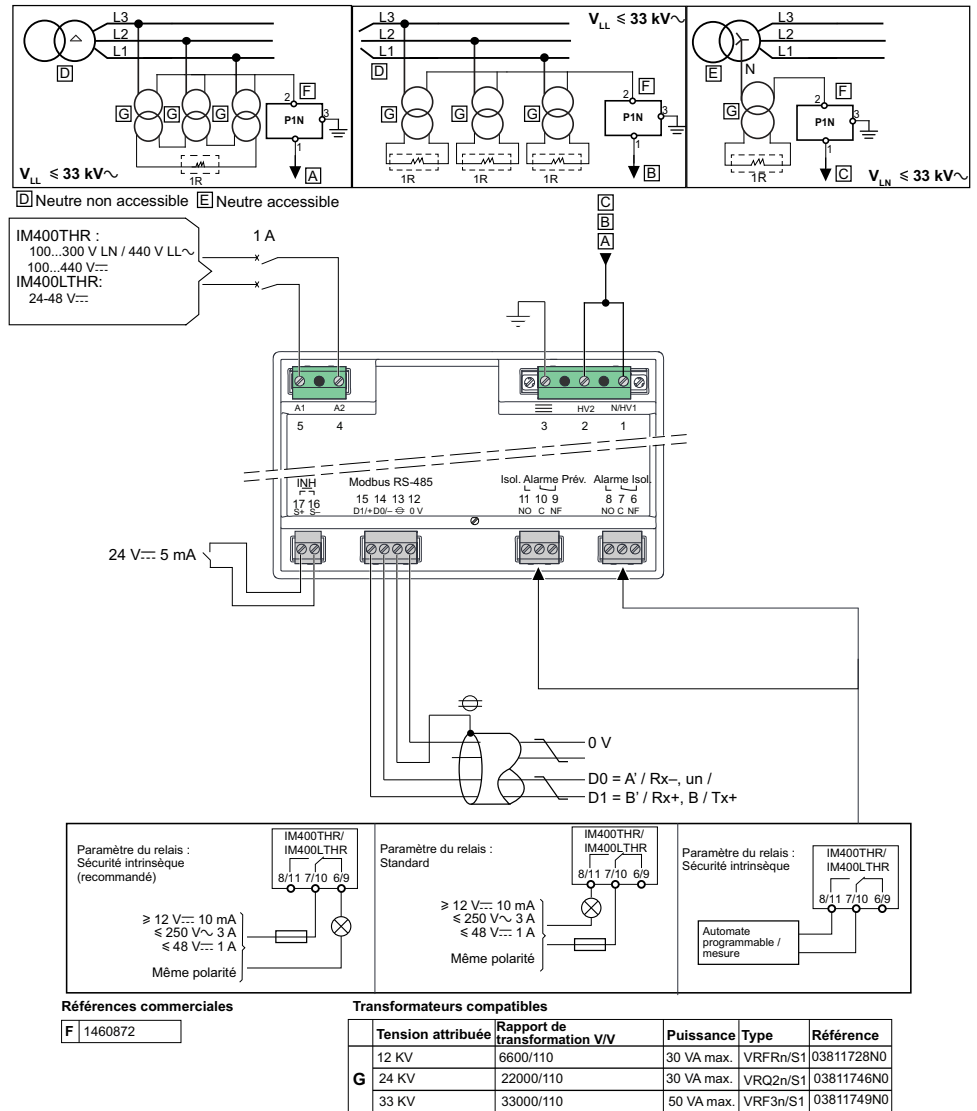 L3
L2
L1
D
G
G
G
2
F
P1N
3
1
1R
A
V_LL ≤ 33 kV∼
L3
L2
L1
D
V_LL ≤ 33 kV∼
G
G
G
2
F
P1N
3
1
1R
1R
1R
B
L3
L2
L1
E
N
G
2
F
P1N
3
1
1R
C
V_LN ≤ 33 kV∼
D Neutre non accessible E Neutre accessible
IM400THR :
100...300 V LN / 440 V LL∼
100...440 V⎓
IM400LTHR:
24-48 V⎓
1 A
C
B
A
A1 A2
5 4
HV2 N/HV1
3 2 1
INH
17 16
S+ S–
Modbus RS-485
15 14 13 12
D1/+ D0/– 0 V
Isol. Alarme Prév.
11 10 9
NO C NF
Alarme Isol.
8 7 6
NO C NF
24 V⎓ 5 mA
0 V
D0 = A' / Rx–, un /
D1 = B' / Rx+, B / Tx+
Paramètre du relais :
Sécurité intrinsèque
(recommandé)
IM400THR/
IM400LTHR
8/11 7/10 6/9
≥ 12 V⎓ 10 mA
≤ 250 V∼ 3 A
≤ 48 V⎓ 1 A
Même polarité
Paramètre du relais :
Standard
IM400THR/
IM400LTHR
8/11 7/10 6/9
≥ 12 V⎓ 10 mA
≤ 250 V∼ 3 A
≤ 48 V⎓ 1 A
Même polarité
Paramètre du relais :
Sécurité intrinsèque
IM400THR/
IM400LTHR
8/11 7/10 6/9
Automate
programmable /
mesure
Références commerciales
F 1460872
Transformateurs compatibles
Tension attribuée Rapport de transformation V/V Puissance Type Référence
G
12 KV 6600/110 30 VA max. VRFRn/S1 03811728N0
24 KV 22000/110 30 VA max. VRQ2n/S1 03811746N0
33 KV 33000/110 50 VA max. VRF3n/S1 03811749N0